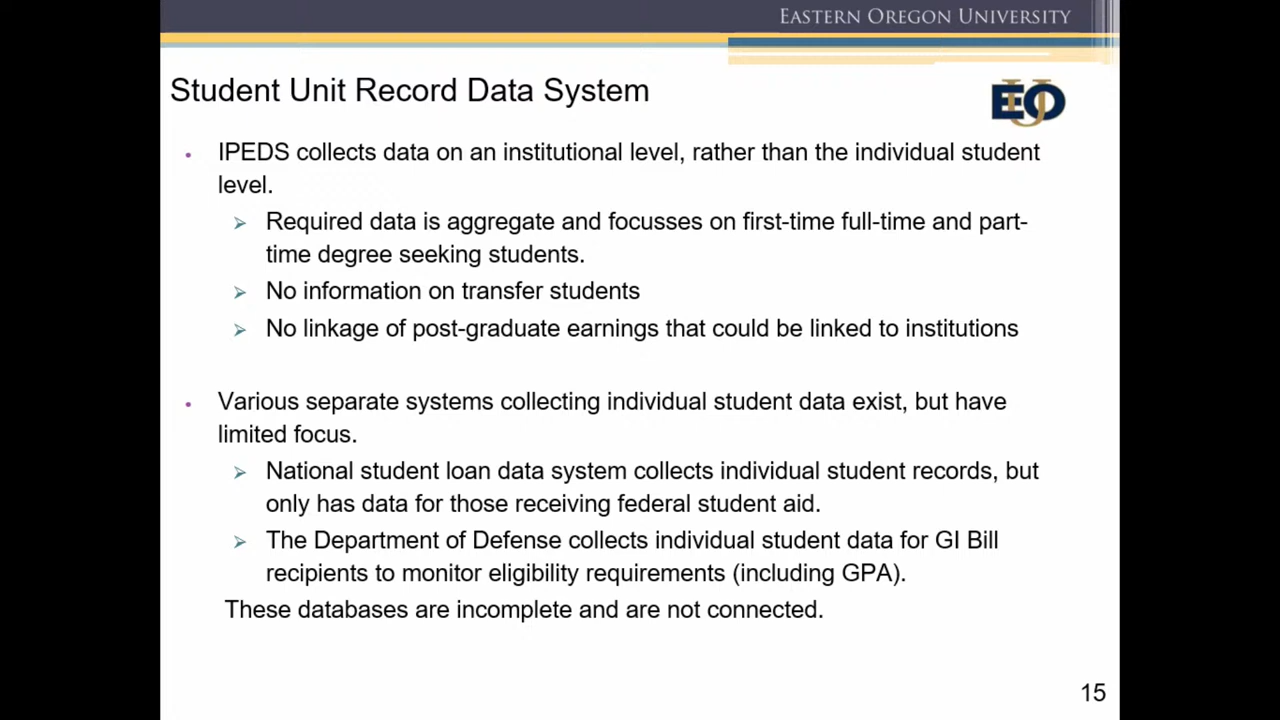 EASTERN OREGON UNIVERSITY
Student Unit Record Data System
EOU
• IPEDS collects data on an institutional level, rather than the individual student
level.
➢ Required data is aggregate and focusses on first-time full-time and part-
time degree seeking students.
➢ No information on transfer students
➢ No linkage of post-graduate earnings that could be linked to institutions
• Various separate systems collecting individual student data exist, but have
limited focus.
➢ National student loan data system collects individual student records, but
only has data for those receiving federal student aid.
➢ The Department of Defense collects individual student data for GI Bill
recipients to monitor eligibility requirements (including GPA).
These databases are incomplete and are not connected.
15